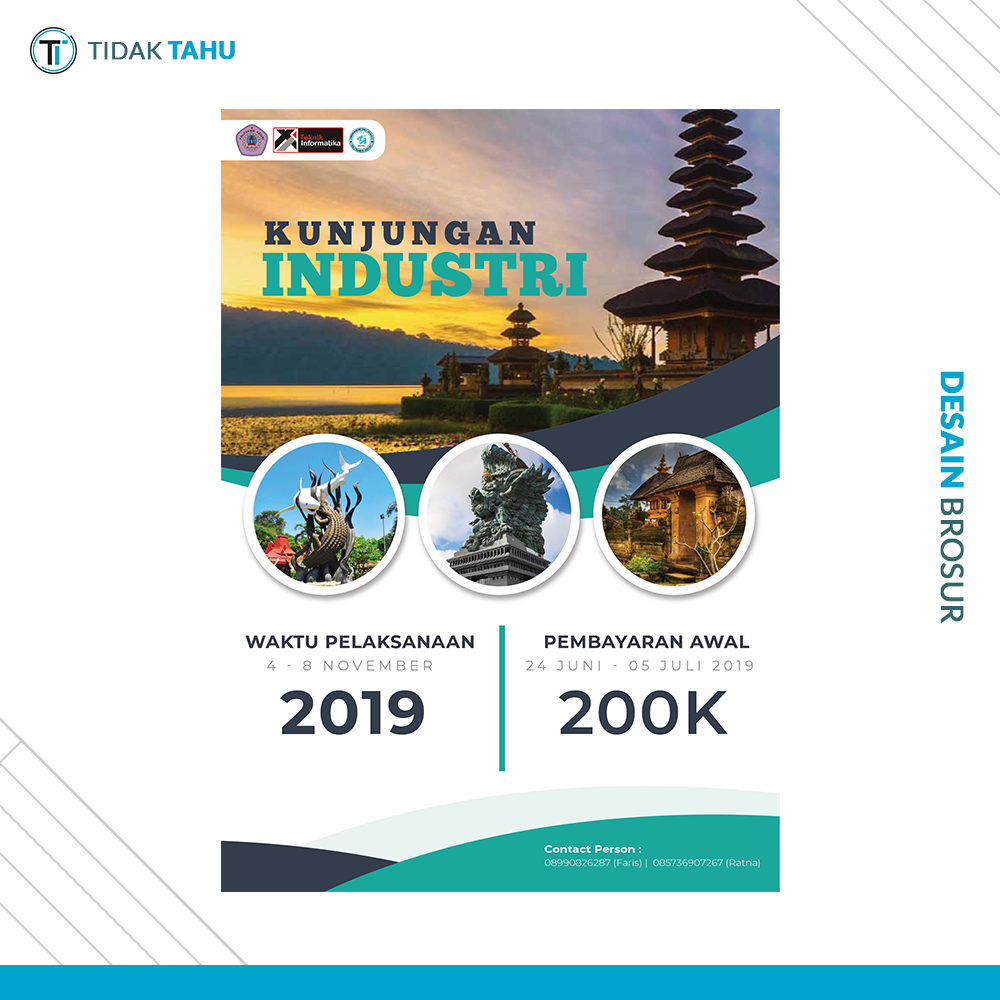 TIDAK TAHU
Teknik
Informatika
KUNJUNGAN
INDUSTRI
WAKTU PELAKSANAAN
4 - 8 NOVEMBER
2019
PEMBAYARAN AWAL
24 JUNI - 05 JULI 2019
200K
Contact Person :
08990826287 (Faris) | 085736907267 (Ratna)
DESAIN BROSUR